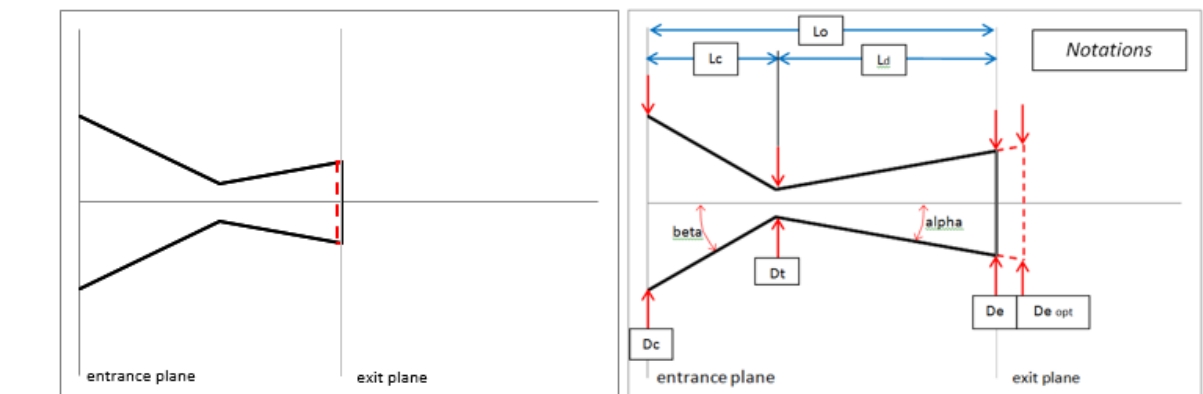 entrance plane
exit plane
Lo
Notations
Lc
Ld
beta
alpha
Dt
De
De opt
Dc
entrance plane
exit plane